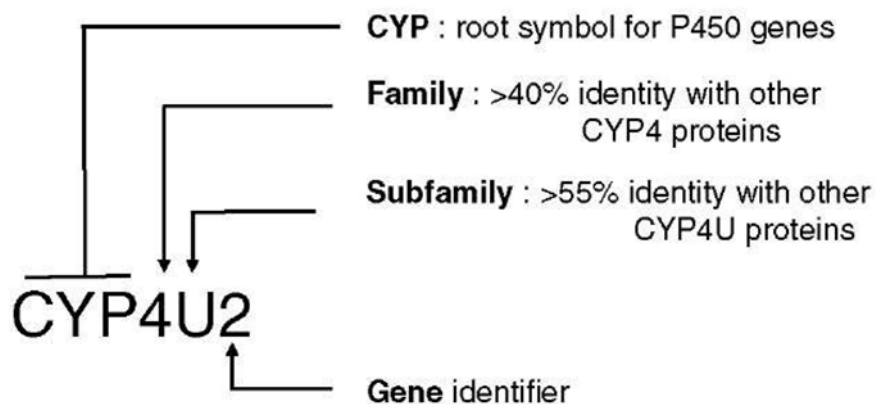 CYP : root symbol for P450 genes
Family : >40% identity with other
CYP4 proteins
Subfamily : >55% identity with other
CYP4U proteins
CYP4U2
Gene identifier